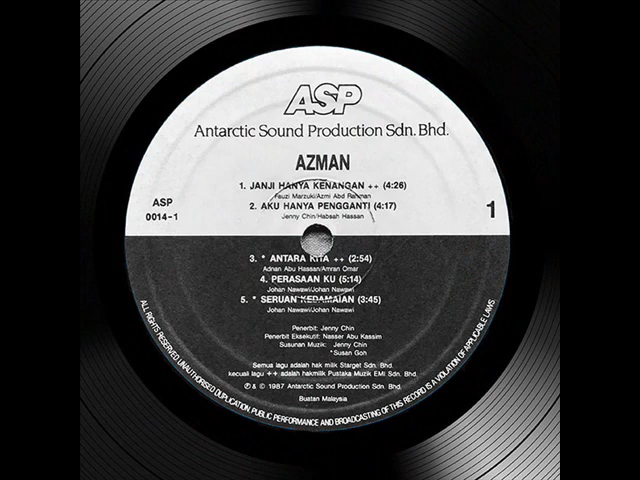 ASP
Antarctic Sound Production Sdn. Bhd.
AZMAN
ASP
0014-1
1
1. JANJI HANYA KENANGAN ++ (4:26)
Fauzi Marzuki/Azmi Abd Rahman
2. AKU HANYA PENGGANTI (4:17)
Jenny Chin/Habsah Hassan
3. * ANTARA KITA ++ (2:54)
Adnan Abu Hassan/Amran Omar
4. PERASAAN KU (5:14)
Johan Nawawi/Johan Nawawi
5. * SERUAN KEDAMAIAN (3:45)
Johan Nawawi/Johan Nawawi
Penerbit: Jenny Chin
Penerbit Eksekutif: Nasser Abu Kassim
Susunan Muzik: Jenny Chin
*Susan Goh
Semua lagu adalah hak milik Starget Sdn. Bhd.
kecuali lagu ++ adalah hakmilik Pustaka Muzik EMI Sdn. Bhd.
℗ & © 1987 Antarctic Sound Production Sdn. Bhd.
Buatan Malaysia
ALL RIGHTS RESERVED UNAUTHORISED DUPLICATION, PUBLIC PERFORMANCE AND BROADCASTING OF THIS RECORD IS A VIOLATION OF APPLICABLE LAWS